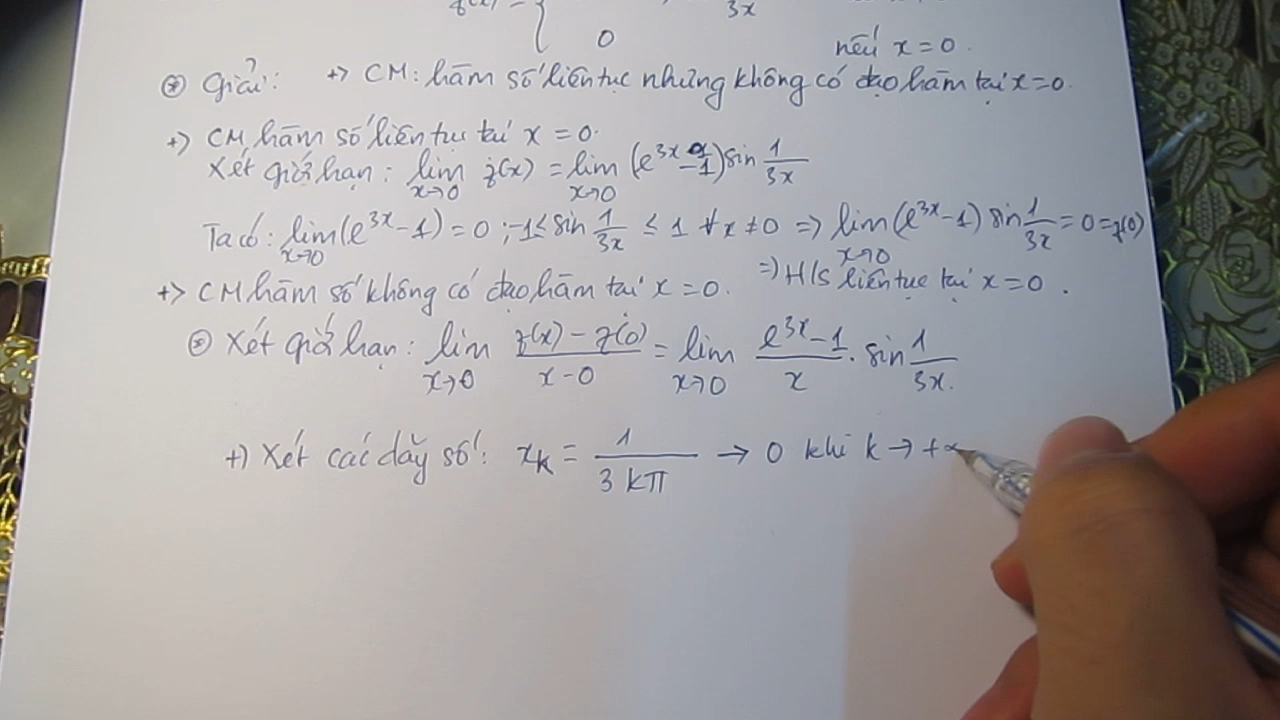 3x
0
nếu x = 0.
⊛ Giải: +> CM: hàm số liên tục nhưng không có đạo hàm tại x=0.
+> CM hàm số liên tục tại x = 0.
Xét giới hạn: lim x→0 f(x) = lim x→0 (e^3x - 1) sin 1/3x
Ta có: lim x→0 (e^3x - 1) = 0; -1 ≤ sin 1/3x ≤ 1 ∀x ≠ 0 => lim x→0 (e^3x - 1) sin 1/3x = 0 = f(0)
=> H/s liên tục tại x = 0.
+> CM hàm số không có đạo hàm tại x = 0.
⊛ Xét giới hạn: lim x→0 f(x) - f(0)/x - 0 = lim x→0 e^3x - 1/x . sin 1/3x.
+) Xét các dãy số: x_k = 1/3kπ → 0 khi k → +∞